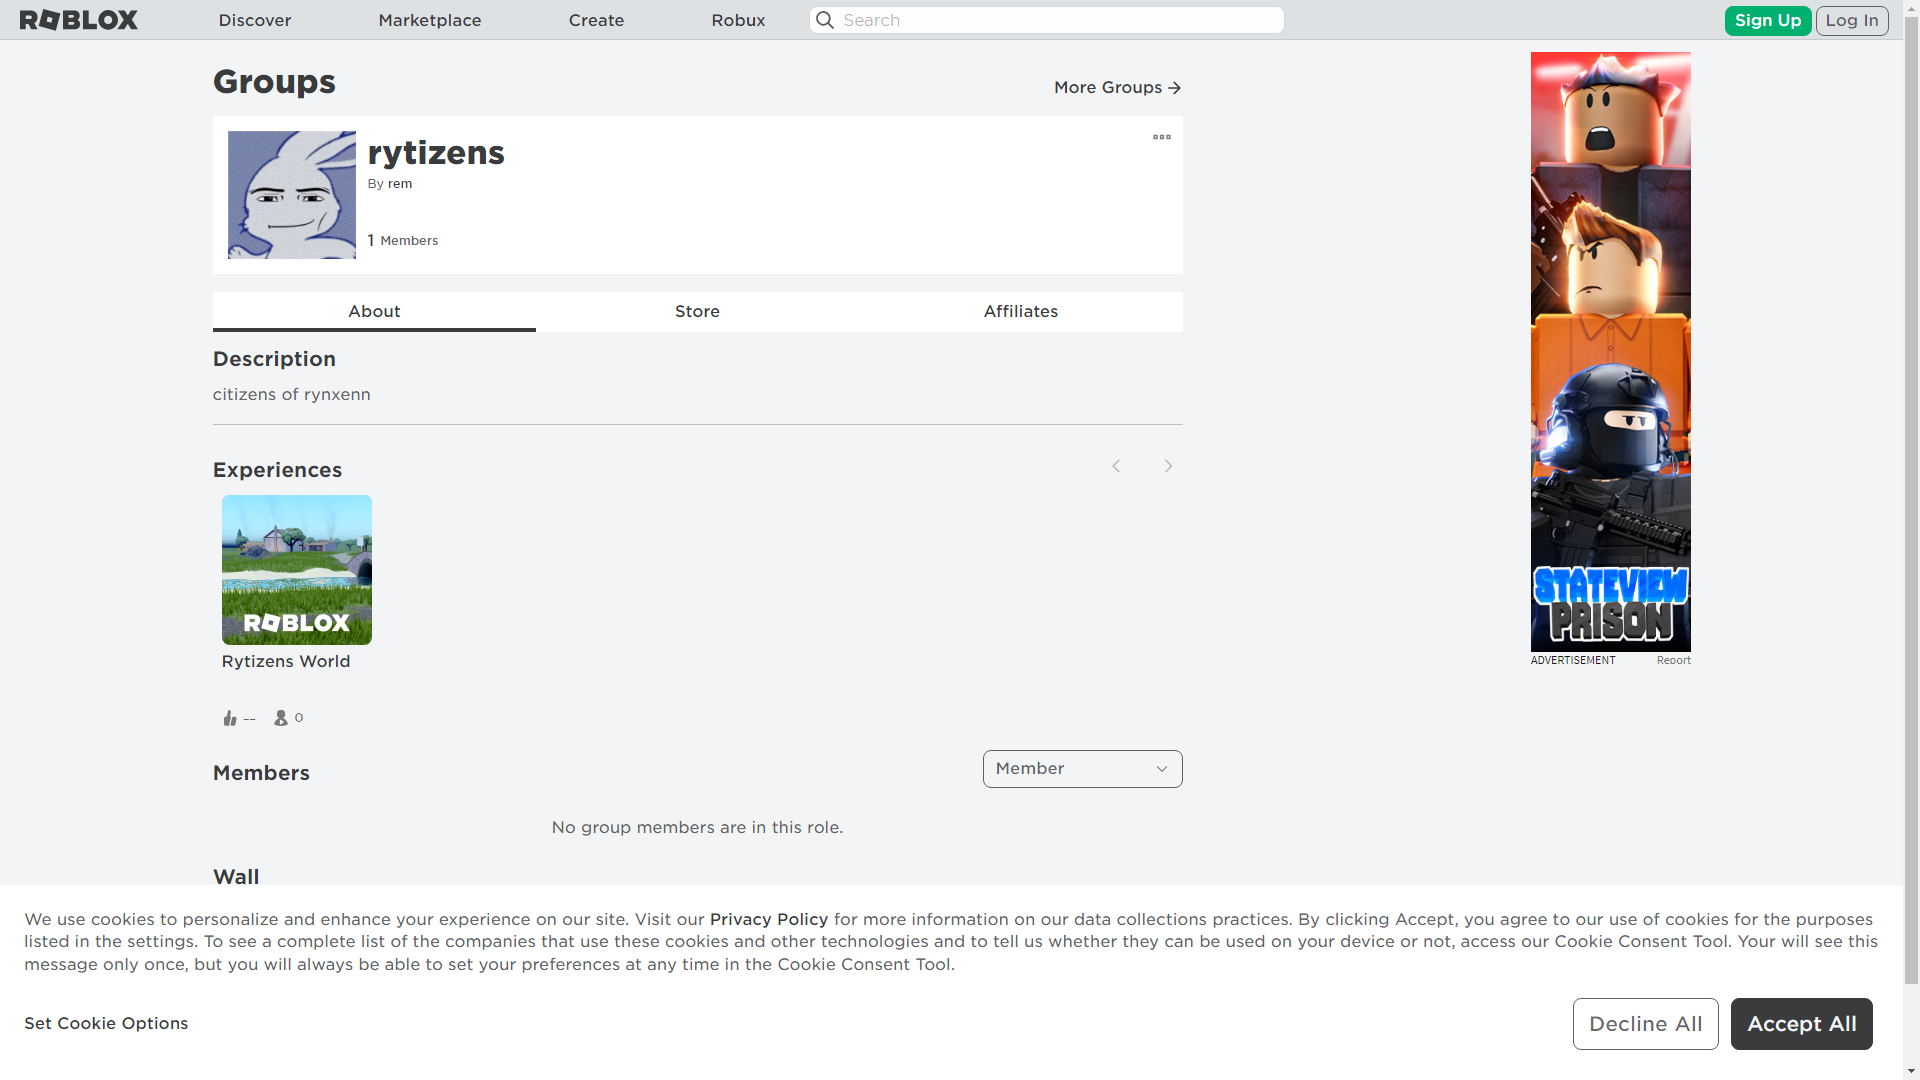 ROBLOX
Discover
Marketplace
Create
Robux
Search
Sign Up
Log In
Groups
More Groups
rytizens
By rem
1 Members
About
Store
Affiliates
Description
citizens of rynxenn
Experiences
ROBLOX
Rytizens World
--
0
Members
Member
No group members are in this role.
Wall
STATEVIEW
PRISON
ADVERTISEMENT
Report
We use cookies to personalize and enhance your experience on our site. Visit our Privacy Policy for more information on our data collections practices. By clicking Accept, you agree to our use of cookies for the purposes
listed in the settings. To see a complete list of the companies that use these cookies and other technologies and to tell us whether they can be used on your device or not, access our Cookie Consent Tool. Your will see this
message only once, but you will always be able to set your preferences at any time in the Cookie Consent Tool.
Set Cookie Options
Decline All
Accept All